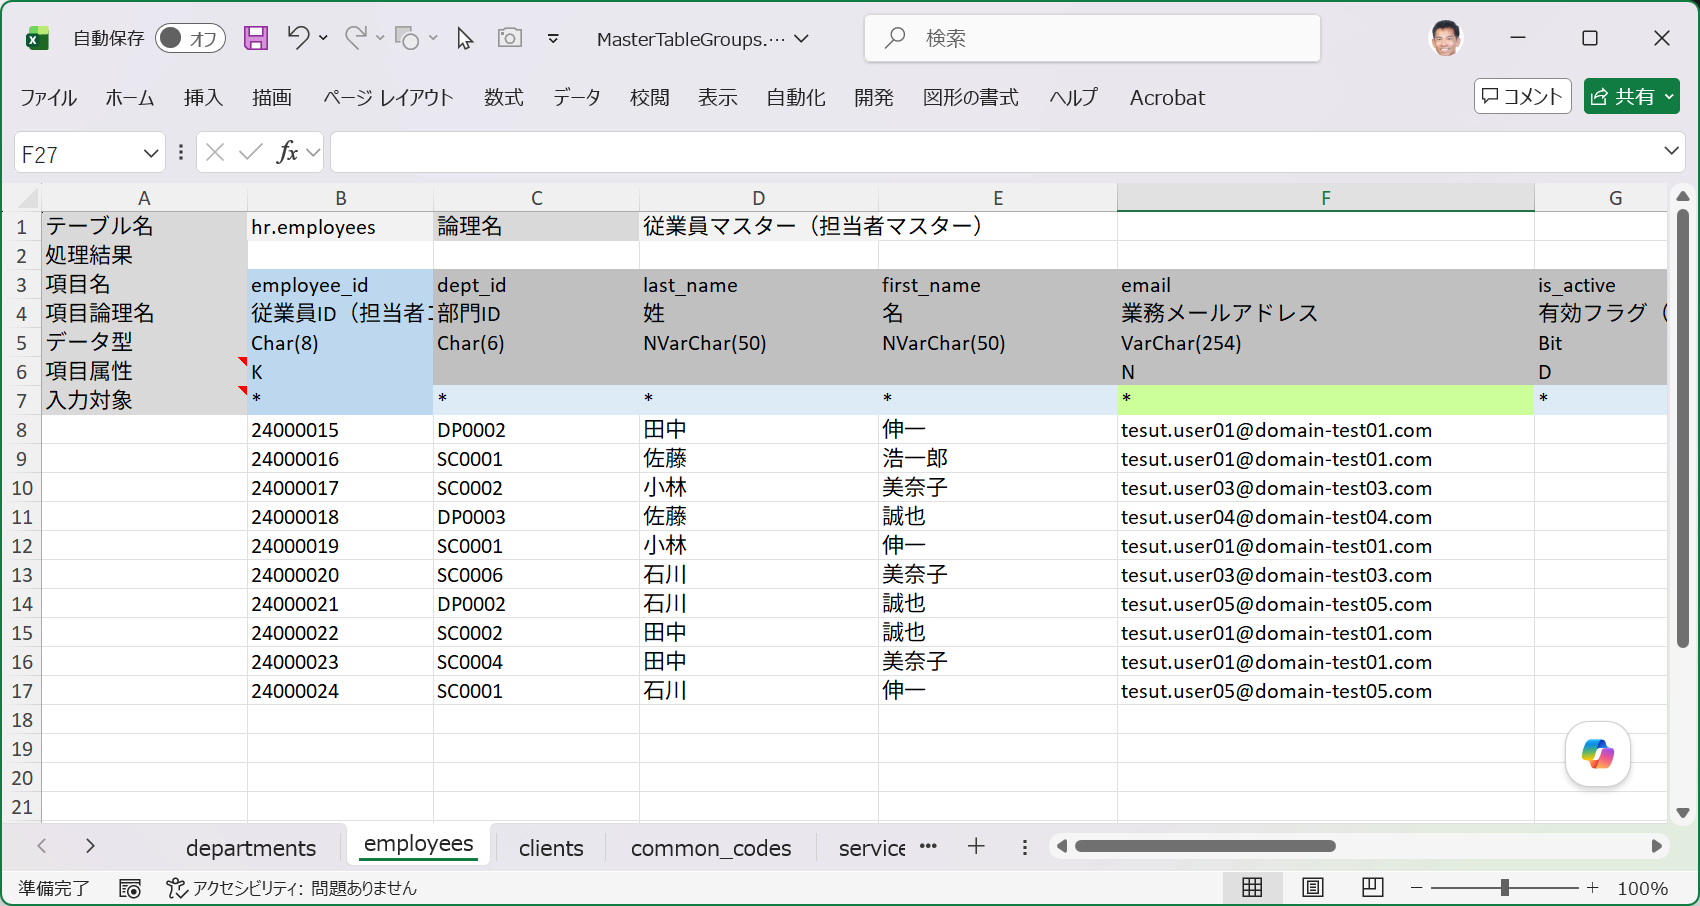 自動保存 オフ MasterTableGroups.… 検索
ファイル ホーム 挿入 描画 ページ レイアウト 数式 データ 校閲 表示 自動化 開発 図形の書式 ヘルプ Acrobat コメント 共有
F27 fx
A B C D E F G
1 テーブル名 hr.employees 論理名 従業員マスター（担当者マスター）
2 処理結果
3 項目名 employee_id dept_id last_name first_name email is_active
4 項目論理名 従業員ID（担当者コ 部門ID 姓 名 業務メールアドレス 有効フラグ（
5 データ型 Char(8) Char(6) NVarChar(50) NVarChar(50) VarChar(254) Bit
6 項目属性 K N D
7 入力対象 * * * * * *
8 24000015 DP0002 田中 伸一 tesut.user01@domain-test01.com
9 24000016 SC0001 佐藤 浩一郎 tesut.user01@domain-test01.com
10 24000017 SC0002 小林 美奈子 tesut.user03@domain-test03.com
11 24000018 DP0003 佐藤 誠也 tesut.user04@domain-test04.com
12 24000019 SC0001 小林 伸一 tesut.user01@domain-test01.com
13 24000020 SC0006 石川 美奈子 tesut.user03@domain-test03.com
14 24000021 DP0002 石川 誠也 tesut.user05@domain-test05.com
15 24000022 SC0002 田中 誠也 tesut.user01@domain-test01.com
16 24000023 SC0004 田中 美奈子 tesut.user01@domain-test01.com
17 24000024 SC0001 石川 伸一 tesut.user05@domain-test05.com
18
19
20
21
departments employees clients common_codes service ...
準備完了 アクセシビリティ: 問題ありません 100%